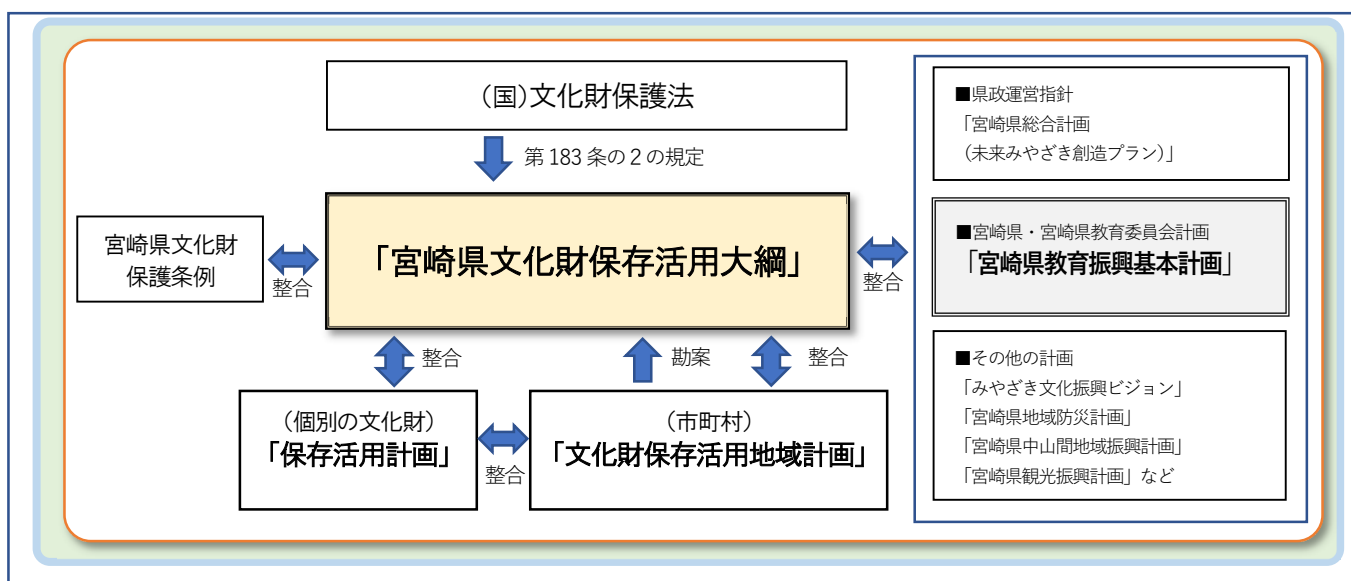 (国)文化財保護法
第 183 条の2の規定
宮崎県文化財
保護条例
整合
「宮崎県文化財保存活用大綱」
整合
整合
勘案
整合
(個別の文化財)
「保存活用計画」
整合
(市町村)
「文化財保存活用地域計画」
■県政運営指針
「宮崎県総合計画
(未来みやざき創造プラン)」
■宮崎県・宮崎県教育委員会計画
「宮崎県教育振興基本計画」
■その他の計画
「みやざき文化振興ビジョン」
「宮崎県地域防災計画」
「宮崎県中山間地域振興計画」
「宮崎県観光振興計画」など